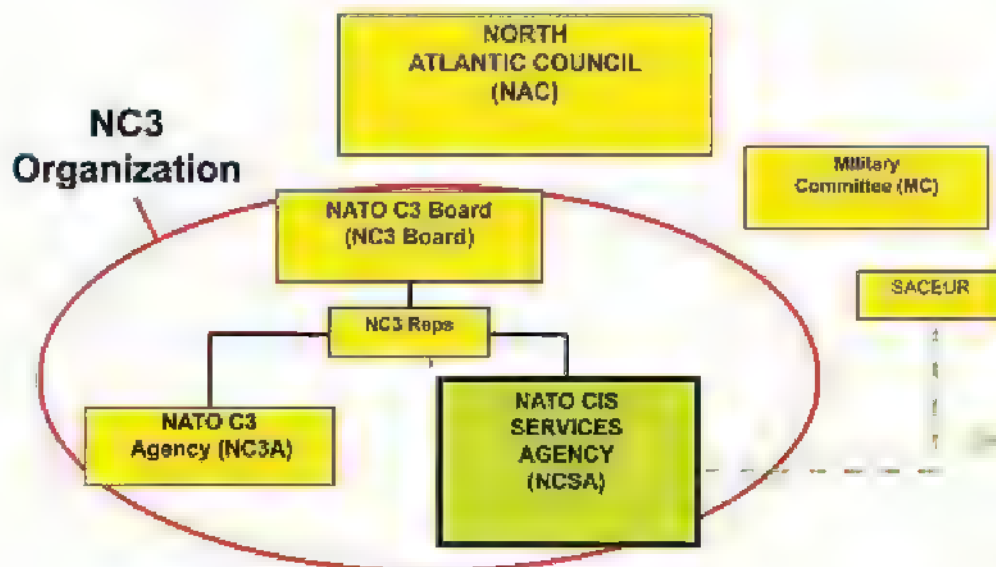 NORTH
ATLANTIC COUNCIL
(NAC)
NC3
Organization
Military
Committee (MC)
NATO C3 Board
(NC3 Board)
SACEUR
NC3 Reps
NATO C3
Agency (NC3A)
NATO CIS
SERVICES
AGENCY
(NCSA)